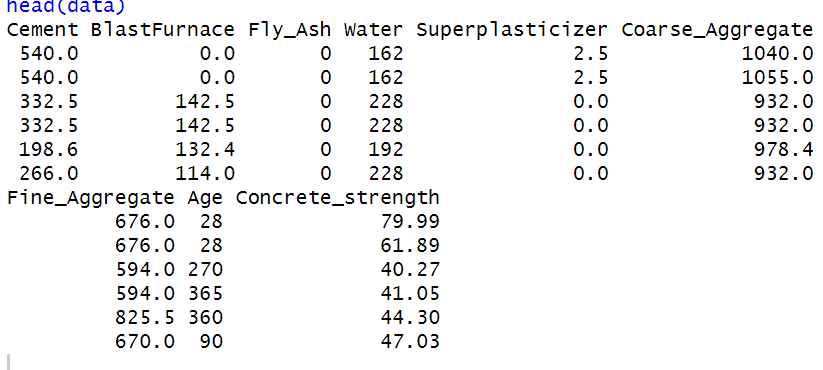 head(data)
Cement BlastFurnace Fly_Ash Water Superplasticizer Coarse_Aggregate
540.0 0.0 0 162 2.5 1040.0
540.0 0.0 0 162 2.5 1055.0
332.5 142.5 0 228 0.0 932.0
332.5 142.5 0 228 0.0 932.0
198.6 132.4 0 192 0.0 978.4
266.0 114.0 0 228 0.0 932.0
Fine_Aggregate Age Concrete_strength
676.0 28 79.99
676.0 28 61.89
594.0 270 40.27
594.0 365 41.05
825.5 360 44.30
670.0 90 47.03